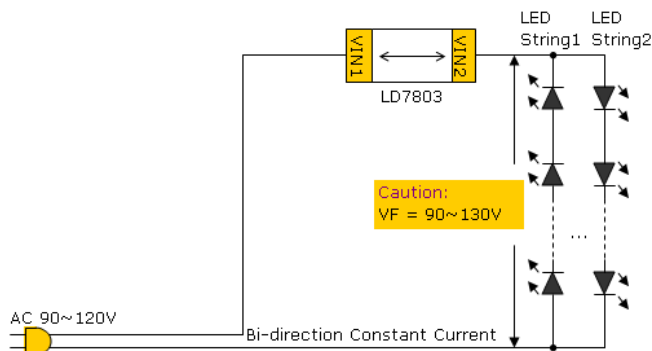 LED
String1
LED
String2
VIN1
VIN2
LD7803
Caution:
VF = 90~130V
...
AC 90~120V
Bi-direction Constant Current